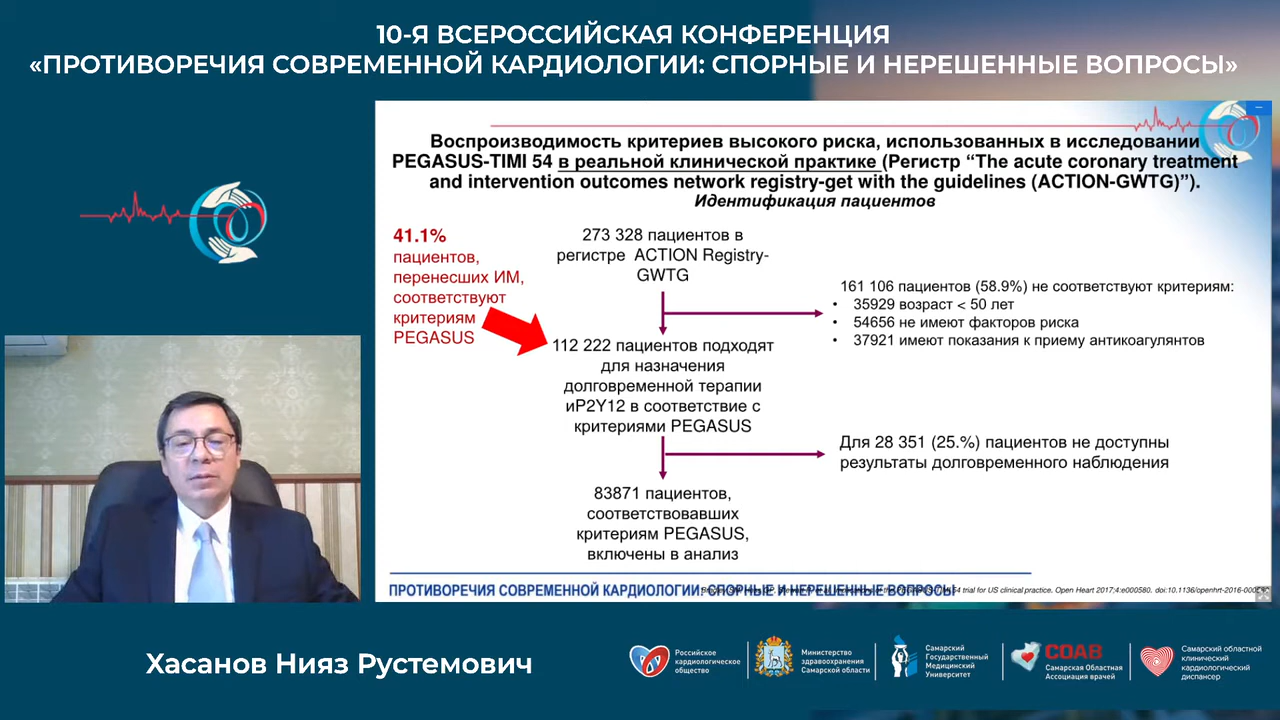 10-Я ВСЕРОССИЙСКАЯ КОНФЕРЕНЦИЯ
«ПРОТИВОРЕЧИЯ СОВРЕМЕННОЙ КАРДИОЛОГИИ: СПОРНЫЕ И НЕРЕШЕННЫЕ ВОПРОСЫ»
Воспроизводимость критериев высокого риска, использованных в исследовании
PEGASUS-TIMI 54 в реальной клинической практике (Регистр “The acute coronary treatment
and intervention outcomes network registry-get with the guidelines (ACTION-GWTG)”).
Идентификация пациентов
41.1%
пациентов,
перенесших ИМ,
соответствуют
критериям
PEGASUS
273 328 пациентов в
регистре ACTION Registry-
GWTG
161 106 пациентов (58.9%) не соответствуют критериям:
• 35929 возраст < 50 лет
• 54656 не имеют факторов риска
• 37921 имеют показания к приему антикоагулянтов
112 222 пациентов подходят
для назначения
долговременной терапии
иP2Y12 в соответствие с
критериями PEGASUS
Для 28 351 (25.%) пациентов не доступны
результаты долговременного наблюдения
83871 пациентов,
соответствовавших
критериям PEGASUS,
включены в анализ
ПРОТИВОРЕЧИЯ СОВРЕМЕННОЙ КАРДИОЛОГИИ: СПОРНЫЕ И НЕРЕШЕННЫЕ ВОПРОСЫ
54 trial for US clinical practice. Open Heart 2017;4:e000580. doi:10.1136/openhrt-2016-000
Хасанов Нияз Рустемович
Российское
кардиологическое
общество
Министерство
здравоохранения
Самарской области
Самарский
Государственный
Медицинский
Университет
СОАВ
Самарская Областная
Ассоциация врачей
Самарский областной
клинический
кардиологический
диспансер